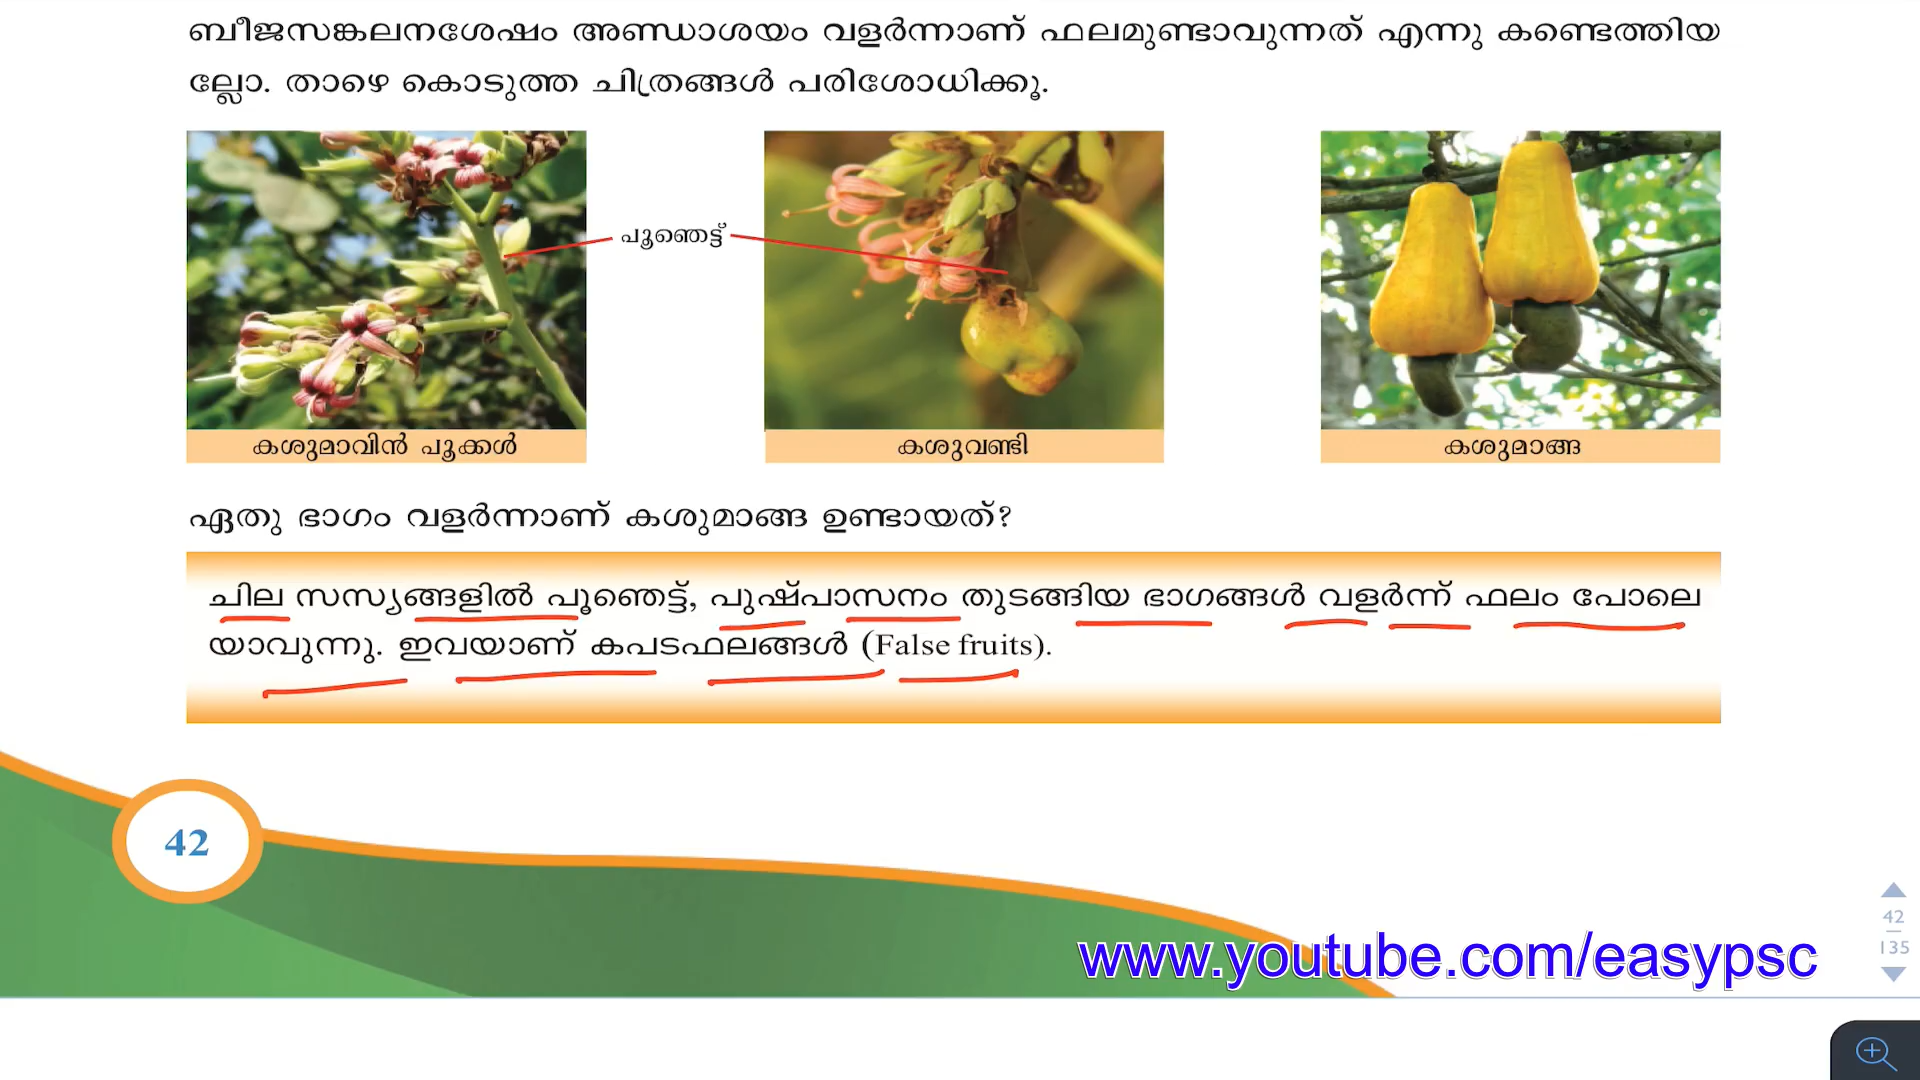 ബീജസങ്കലനശേഷം അണ്ഡാശയം വളർന്നാണ് ഫലമുണ്ടാവുന്നത് എന്നു കണ്ടെത്തിയ
ല്ലോ. താഴെ കൊടുത്ത ചിത്രങ്ങൾ പരിശോധിക്കൂ.
പൂഞെട്ട്
കശുമാവിൻ പൂക്കൾ
കശുവണ്ടി
കശുമാങ്ങ
ഏതു ഭാഗം വളർന്നാണ് കശുമാങ്ങ ഉണ്ടായത്?
ചില സസ്യങ്ങളിൽ പൂഞെട്ട്, പുഷ്പാസനം തുടങ്ങിയ ഭാഗങ്ങൾ വളർന്ന് ഫലം പോലെ
യാവുന്നു. ഇവയാണ് കപടഫലങ്ങൾ (False fruits).
42
www.youtube.com/easypsc
42
135